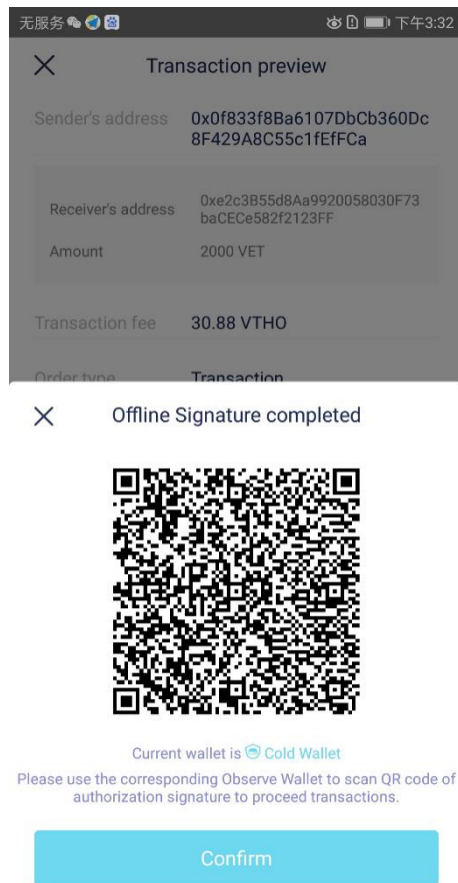 无服务 下午3:32
Transaction preview
Sender's address 0x0f833f8Ba6107DbCb360Dc
8F429A8C55c1fEfFCa
Receiver's address 0xe2c3B55d8Aa9920058030F73
baCECe582f2123FF
Amount 2000 VET
Transaction fee 30.88 VTHO
Order type Transaction
Offline Signature completed
Current wallet is Cold Wallet
Please use the corresponding Observe Wallet to scan QR code of
authorization signature to proceed transactions.
Confirm